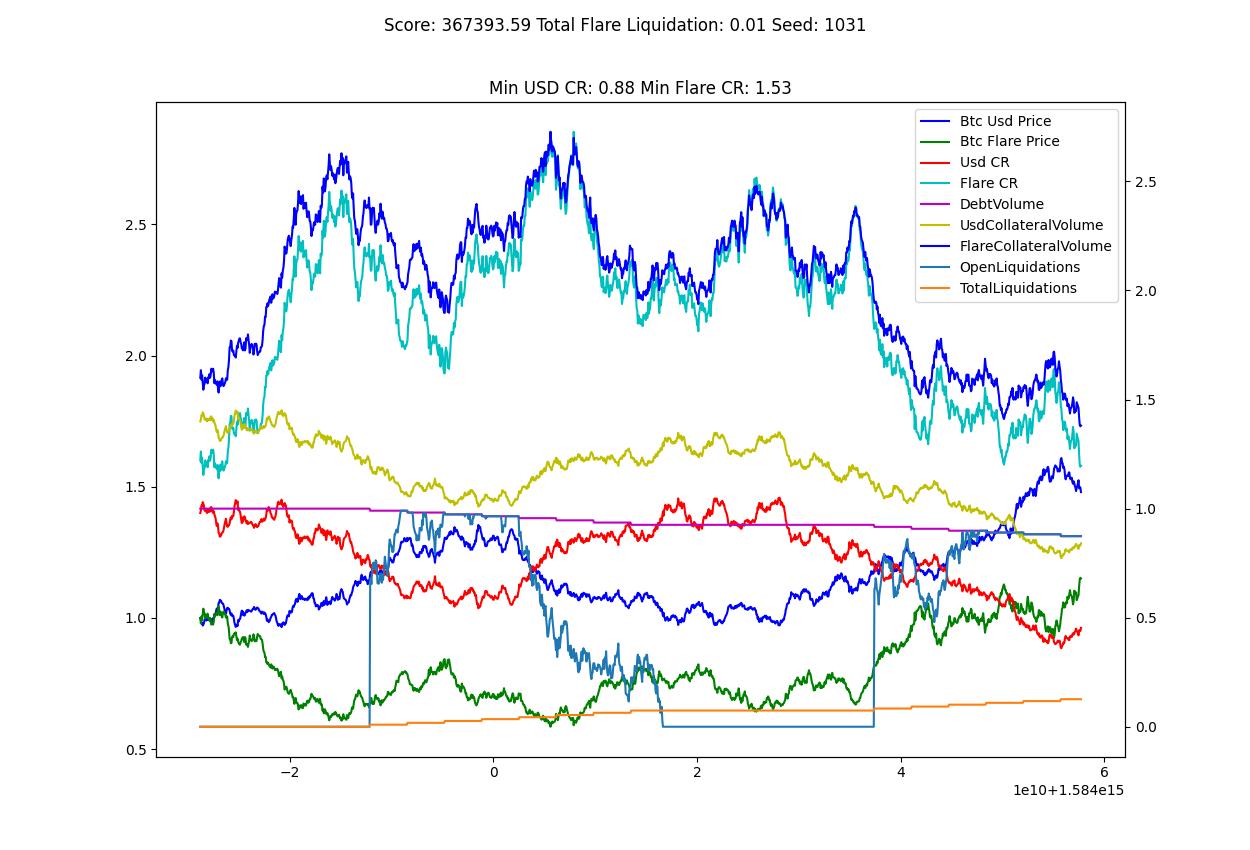 Score: 367393.59 Total Flare Liquidation: 0.01 Seed: 1031
Min USD CR: 0.88 Min Flare CR: 1.53
Btc Usd Price
Btc Flare Price
Usd CR
Flare CR
DebtVolume
UsdCollateralVolume
FlareCollateralVolume
OpenLiquidations
TotalLiquidations
2.5
2.0
1.5
1.0
0.5
2.5
2.0
1.5
1.0
0.5
0.0
−2
0
2
4
6
1e10+1.584e15